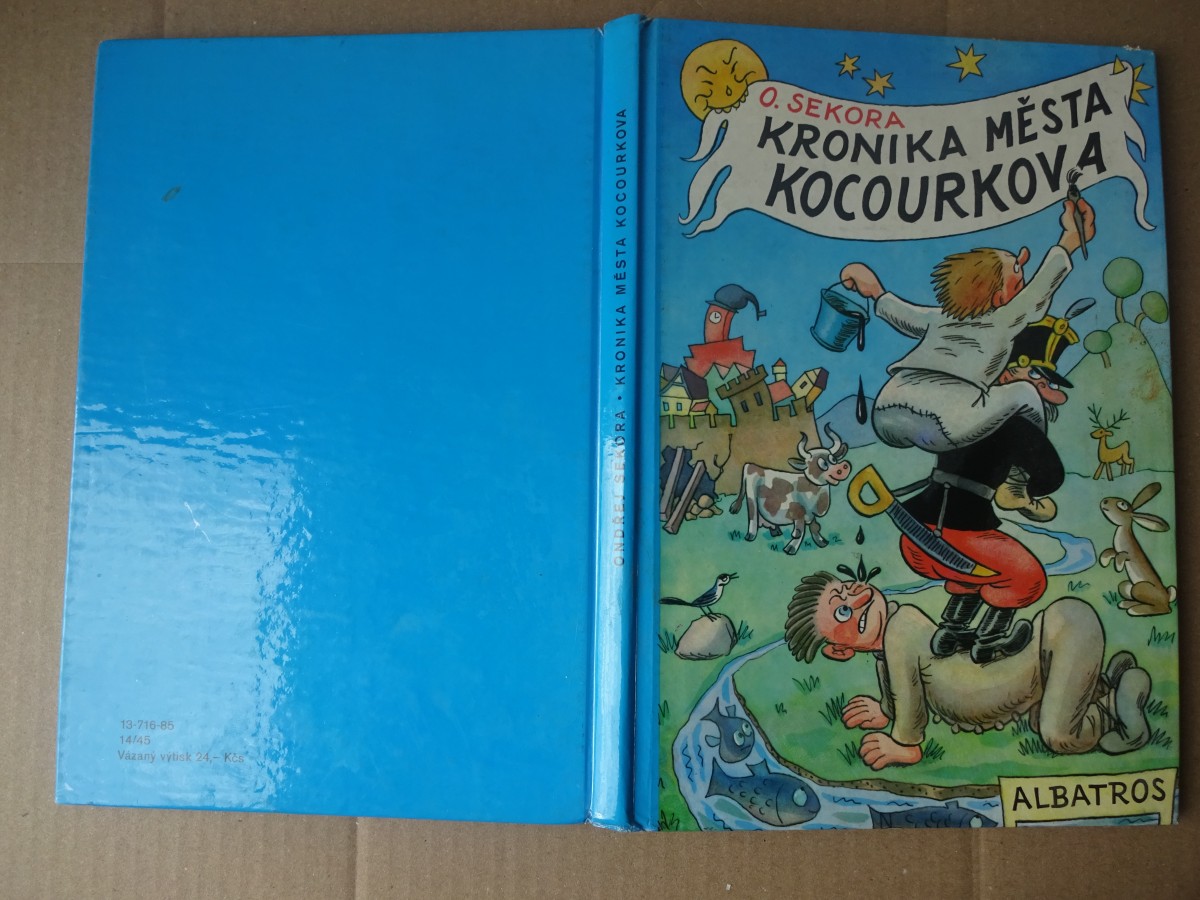 O. SEKORA
KRONIKA MĚSTA
KOCOURKOVA
ALBATROS
ONDŘEJ SEKORA • KRONIKA MĚSTA KOCOURKOVA
13-716-85
14/45
Vázaný výtisk 24,– Kčs